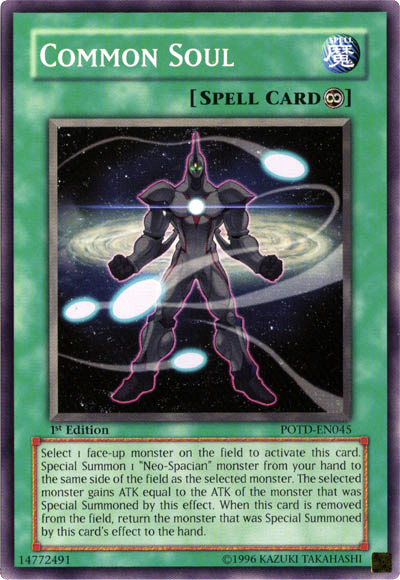 COMMON SOUL
SPELL
魔
[SPELL CARD]
1st Edition
POTD-EN045
Select 1 face-up monster on the field to activate this card.
Special Summon 1 "Neo-Spacian" monster from your hand to
the same side of the field as the selected monster. The selected
monster gains ATK equal to the ATK of the monster that was
Special Summoned by this effect. When this card is removed
from the field, return the monster that was Special Summoned
by this card's effect to the hand.
14772491
©1996 KAZUKI TAKAHASHI